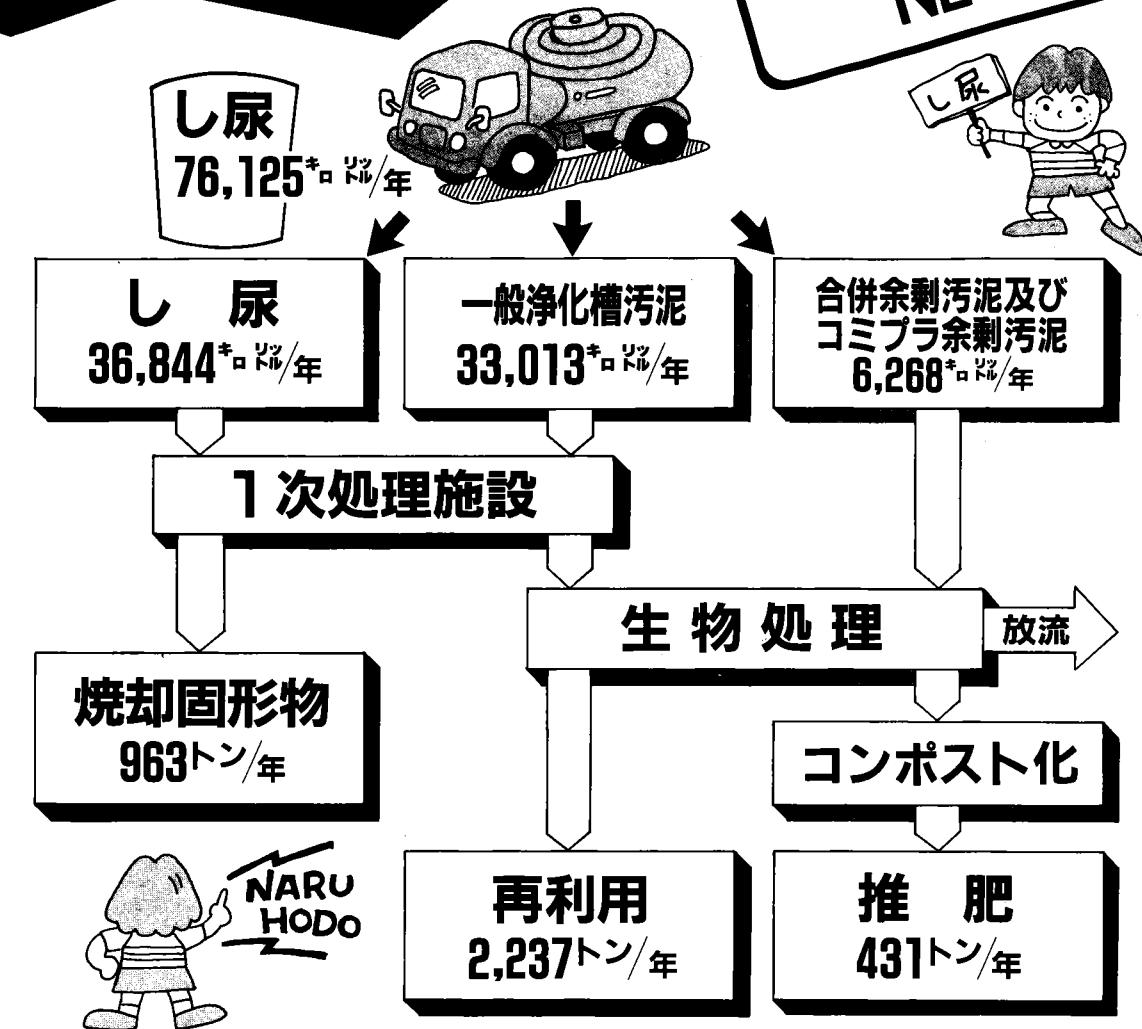 し尿
76,125キロリットル/年
し尿
し尿
36,844キロリットル/年
一般浄化槽汚泥
33,013キロリットル/年
合併余剰汚泥及び
コミプラ余剰汚泥
6,268キロリットル/年
1次処理施設
生物処理
放流
焼却固形物
963トン/年
コンポスト化
NARU
HODO
再利用
2,237トン/年
推肥
431トン/年